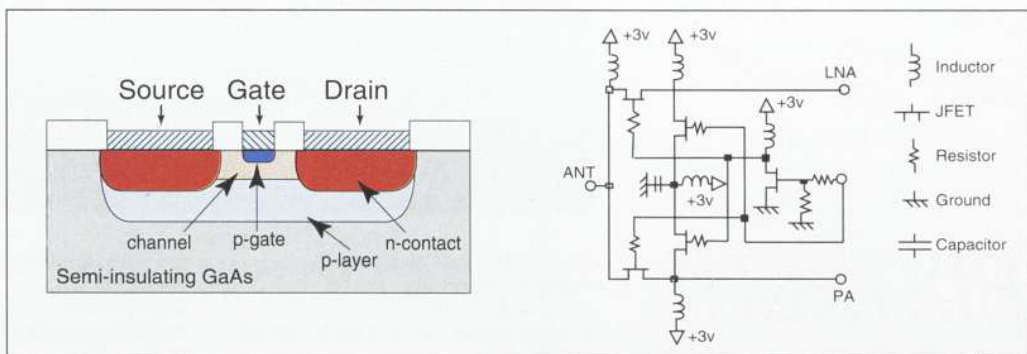 Source Gate Drain
channel
p-gate
n-contact
p-layer
Semi-insulating GaAs
+3v
+3v
LNA
+3v
ANT
+3v
PA
+3v
Inductor
JFET
Resistor
Ground
Capacitor